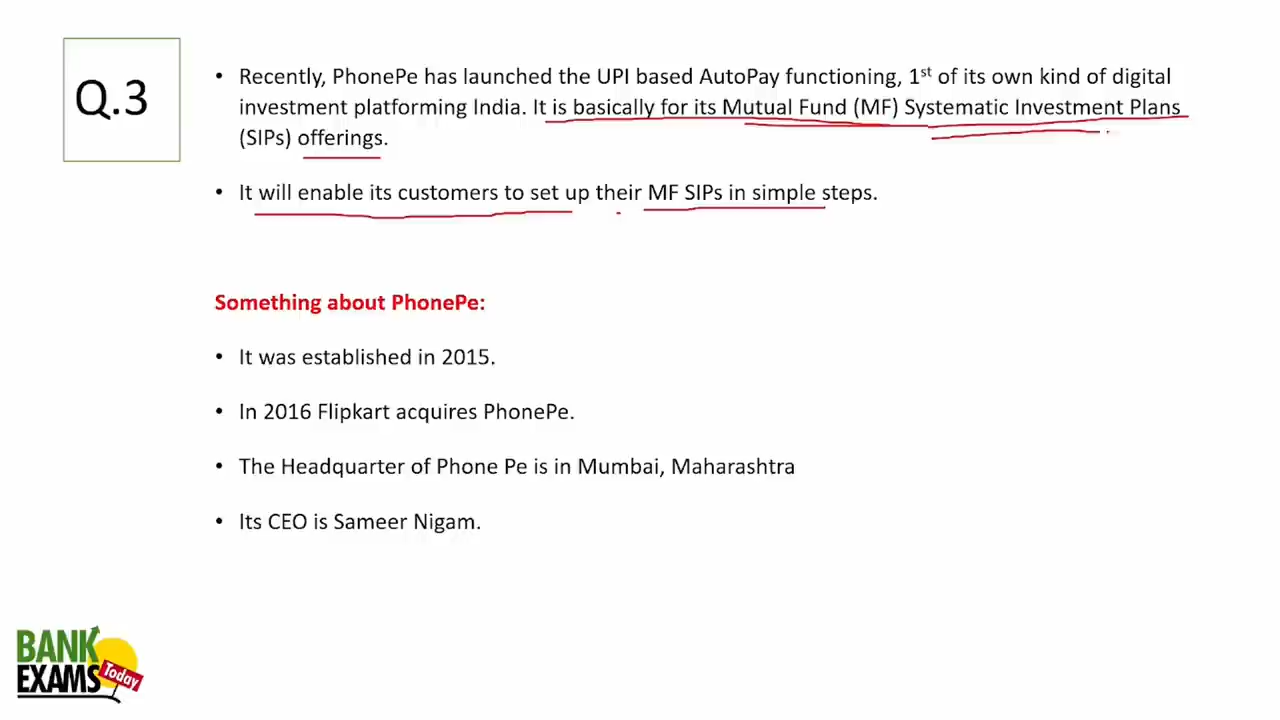 Q.3
• Recently, PhonePe has launched the UPI based AutoPay functioning, 1st of its own kind of digital
investment platforming India. It is basically for its Mutual Fund (MF) Systematic Investment Plans
(SIPs) offerings.
• It will enable its customers to set up their MF SIPs in simple steps.
Something about PhonePe:
• It was established in 2015.
• In 2016 Flipkart acquires PhonePe.
• The Headquarter of Phone Pe is in Mumbai, Maharashtra
• Its CEO is Sameer Nigam.
BANK
EXAMS
Today